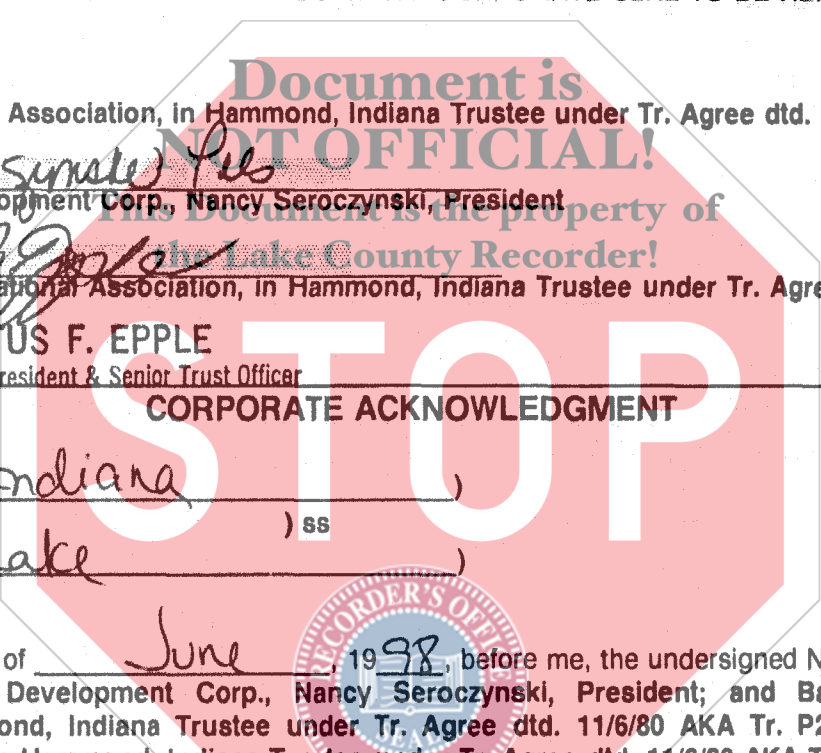 Document is
Association, in Hammond, Indiana Trustee under Tr. Agree dtd.
NOT OFFICIAL!
opment Corp., Nancy Seroczynski, President
This Document is the property of
the Lake County Recorder!
ational Association, in Hammond, Indiana Trustee under Tr. Agre
US F. EPPLE
resident & Senior Trust Officer
STOP
CORPORATE ACKNOWLEDGMENT
ndiana )
) ss
ake )
RECORDER'S OFFICE
of June , 1998, before me, the undersigned N
Development Corp., Nancy Seroczynski, President; and Ba
ond, Indiana Trustee under Tr. Agree dtd. 11/6/80 AKA Tr. P2